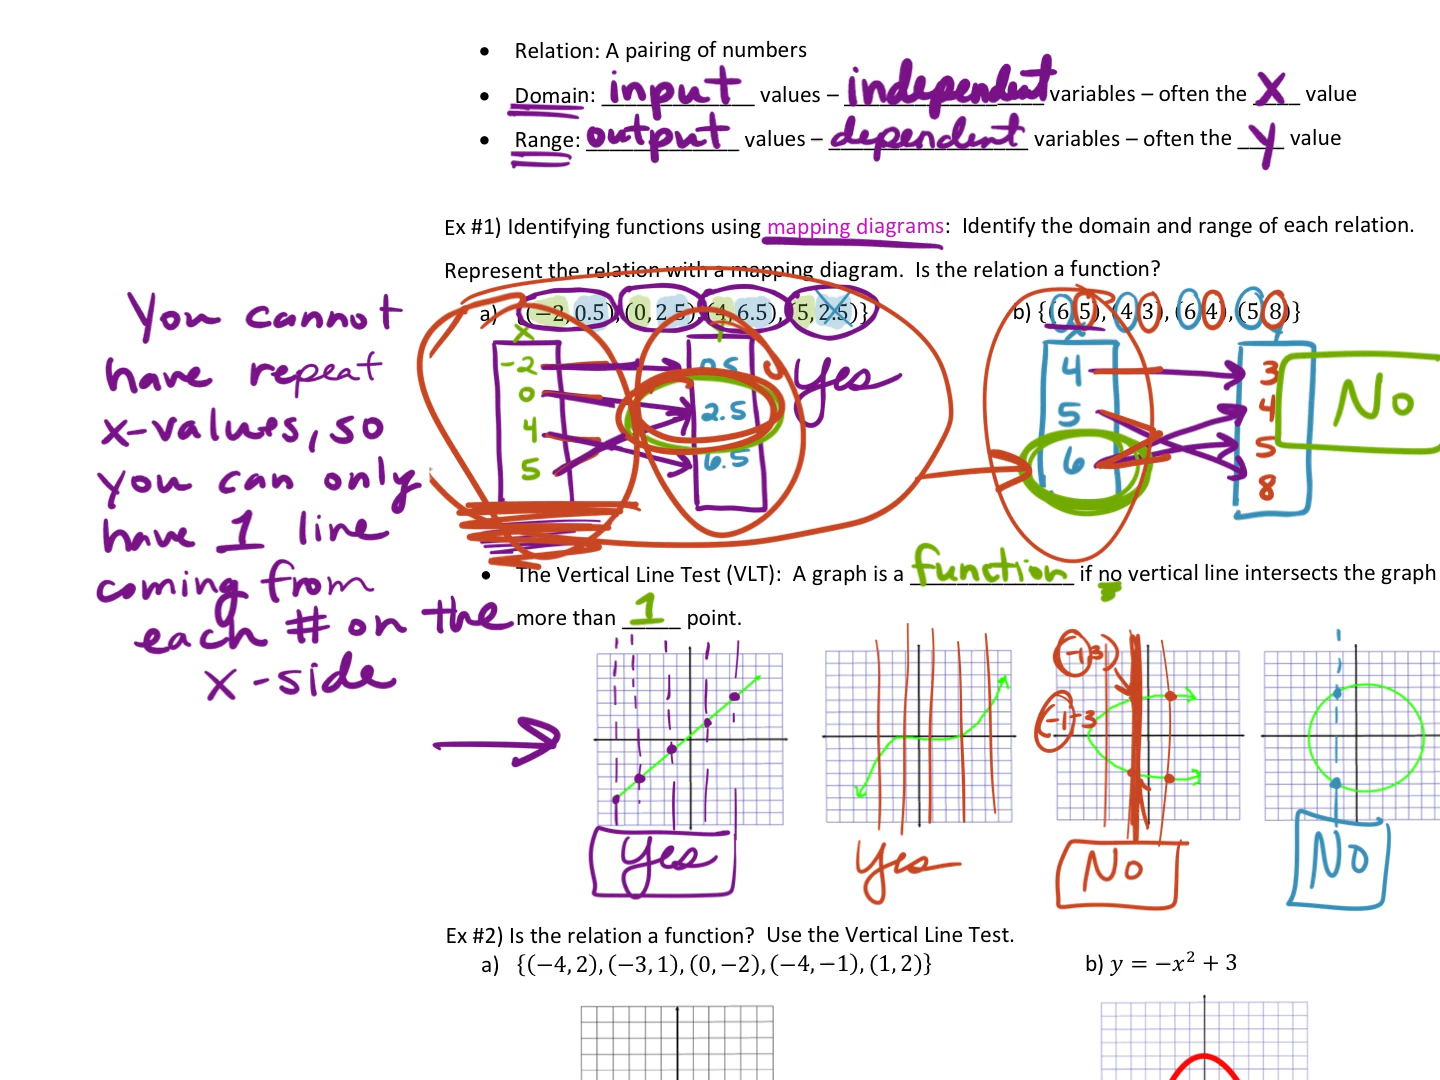 • Relation: A pairing of numbers
• Domain: input values – independent variables – often the x value
• Range: output values – dependent variables – often the y value
Ex #1) Identifying functions using mapping diagrams: Identify the domain and range of each relation.
Represent the relation with a mapping diagram. Is the relation a function?
a) {(−2, 0.5), (0, 2.5), (4, 6.5), (5, 2.5)}
b) {(6, 5), (4, 3), (6, 4), (5, 8)}
x y
-2 0.5
0 2.5
4 6.5
5
yes
x y
4 3
5 4
6 5
8
No
You cannot
have repeat
x-values, so
you can only
have 1 line
coming from
each # on the
x-side
• The Vertical Line Test (VLT): A graph is a function if no vertical line intersects the graph
more than 1 point.
(-1,3)
(-1,-3
yes
yes
No
No
Ex #2) Is the relation a function? Use the Vertical Line Test.
a) {(−4, 2), (−3, 1), (0, −2), (−4, −1), (1, 2)}
b) y = −x² + 3